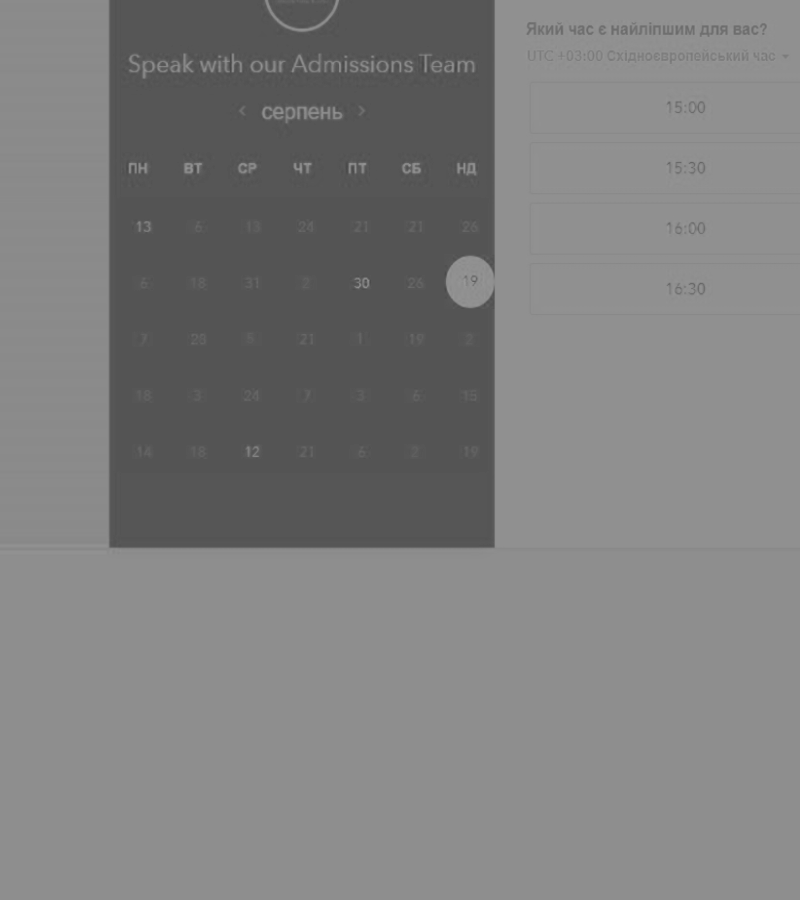 Speak with our Admissions Team
< серпень >
ПН ВТ СР ЧТ ПТ СБ НД
13 6 13 24 21 21 26
6 18 31 2 30 26 19
7 28 5 21 1 19 2
18 3 24 7 3 6 15
14 18 12 21 6 2 19
Який час є найліпшим для вас?
UTC +03:00 Східноєвропейський час
15:00
15:30
16:00
16:30